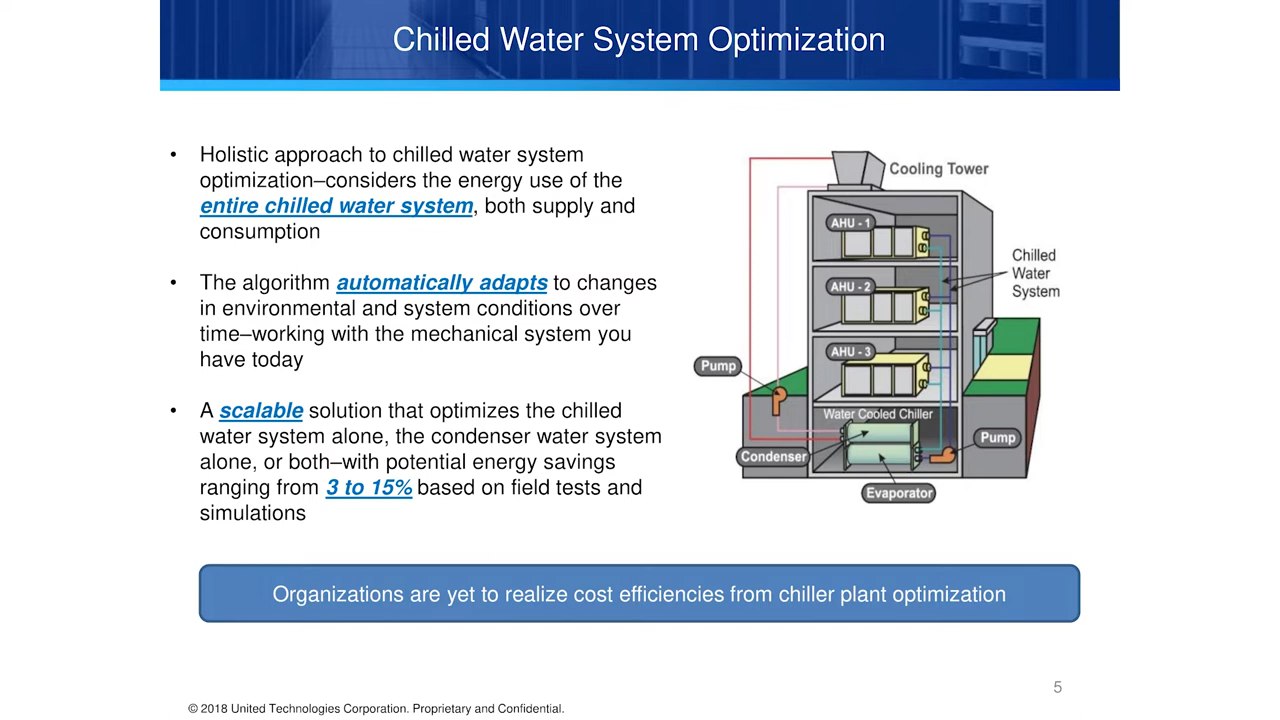 Chilled Water System Optimization
• Holistic approach to chilled water system
optimization–considers the energy use of the
entire chilled water system, both supply and
consumption
• The algorithm automatically adapts to changes
in environmental and system conditions over
time–working with the mechanical system you
have today
• A scalable solution that optimizes the chilled
water system alone, the condenser water system
alone, or both–with potential energy savings
ranging from 3 to 15% based on field tests and
simulations
Cooling Tower
AHU - 1
Chilled
Water
System
AHU - 2
AHU - 3
Pump
Water Cooled Chiller
Pump
Condenser
Evaporator
Organizations are yet to realize cost efficiencies from chiller plant optimization
5
© 2018 United Technologies Corporation. Proprietary and Confidential.